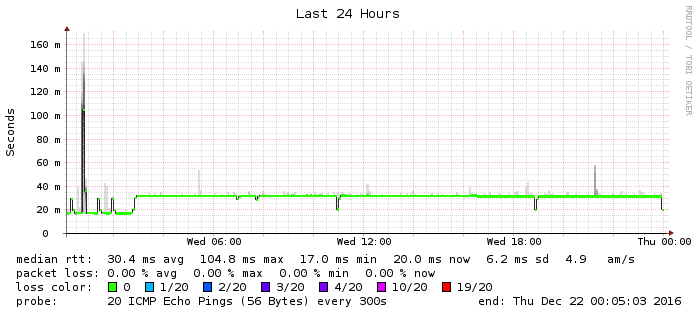 Last 24 Hours
RRDTOOL / TOBI OETIKER
Seconds
160 m
140 m
120 m
100 m
80 m
60 m
40 m
20 m
0
Wed 06:00 Wed 12:00 Wed 18:00 Thu 00:00
median rtt: 30.4 ms avg 104.8 ms max 17.0 ms min 20.0 ms now 6.2 ms sd 4.9 am/s
packet loss: 0.00 % avg 0.00 % max 0.00 % min 0.00 % now
loss color: 0 1/20 2/20 3/20 4/20 10/20 19/20
probe: 20 ICMP Echo Pings (56 Bytes) every 300s end: Thu Dec 22 00:05:03 2016